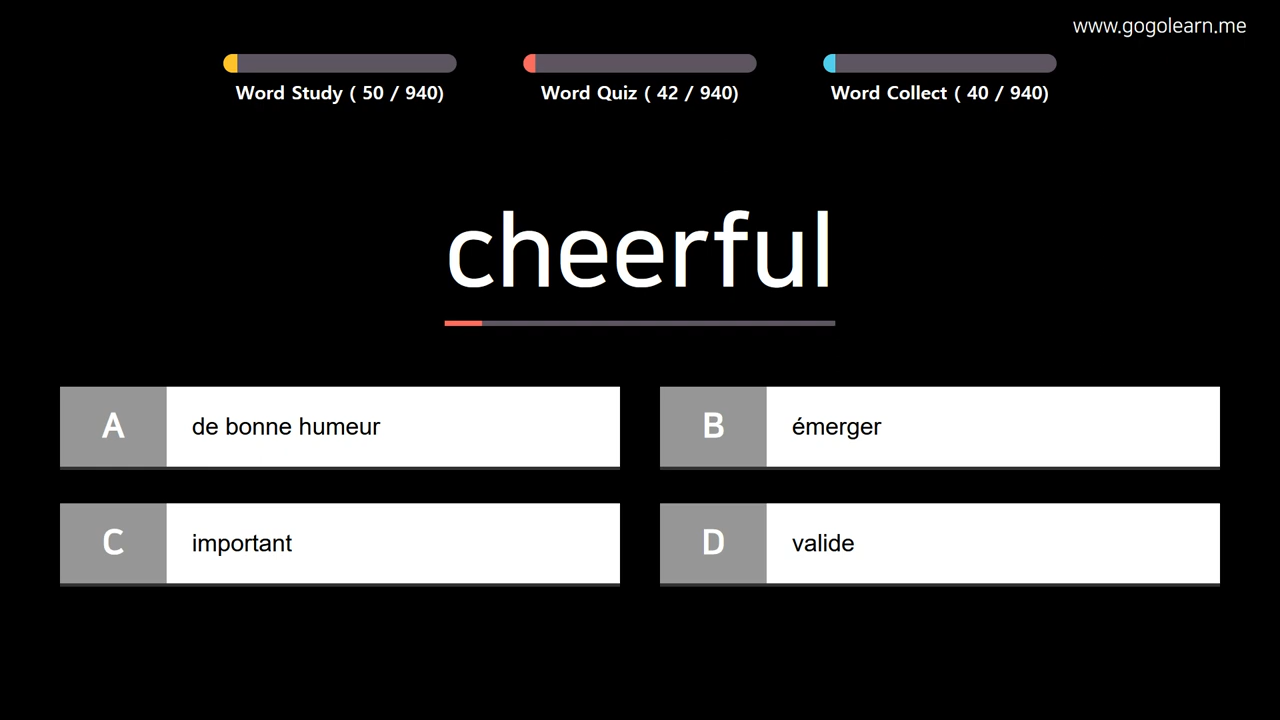 www.gogolearn.me
Word Study ( 50 / 940)
Word Quiz ( 42 / 940)
Word Collect ( 40 / 940)
cheerful
A de bonne humeur
B émerger
C important
D valide